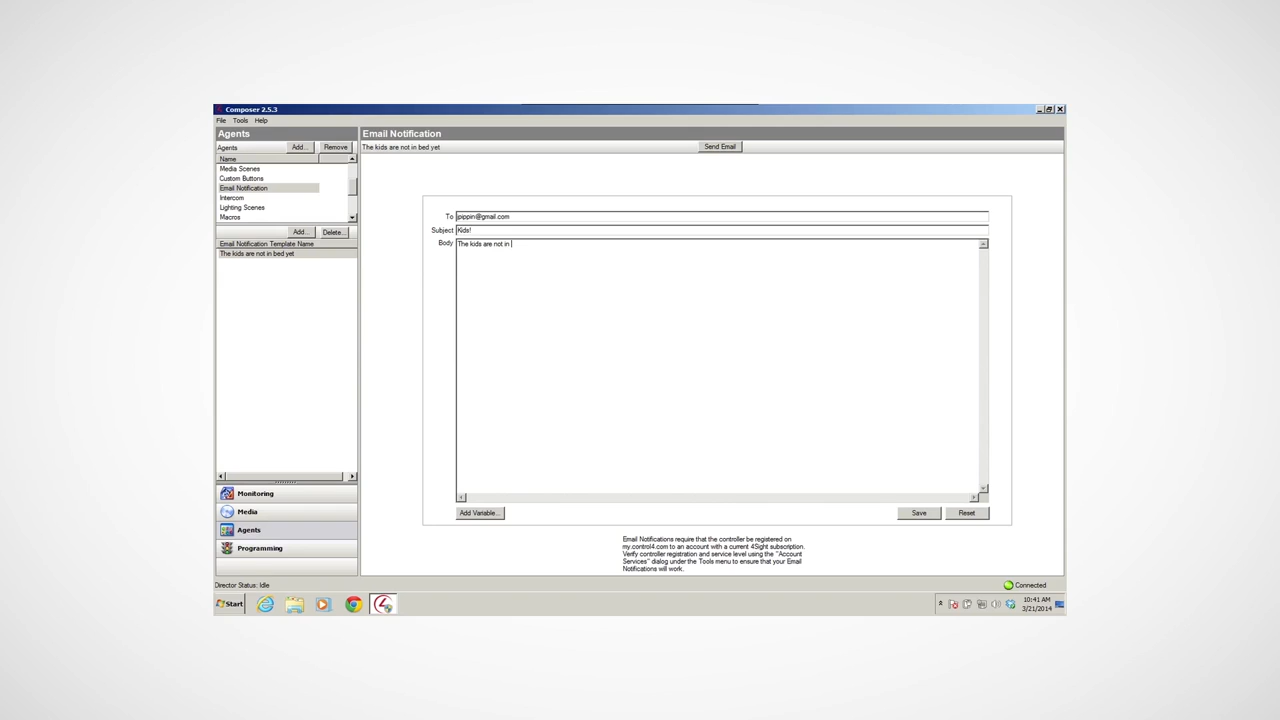 Composer 2.5.3
File Tools Help
Agents
Email Notification
Agents
Add...
Remove
The kids are not in bed yet
Send Email
Name
Media Scenes
Custom Buttons
Email Notification
Intercom
Lighting Scenes
Macros
Add...
Delete...
Email Notification Template Name
The kids are not in bed yet
To jpippin@gmail.com
Subject Kids!
Body The kids are not in
Add Variable...
Save
Reset
Email Notifications require that the controller be registered on
my.control4.com to an account with a current 4Sight subscription.
Verify controller registration and service level using the "Account
Services" dialog under the Tools menu to ensure that your Email
Notifications will work.
Monitoring
Media
Agents
Programming
Director Status: Idle
Connected
Start
10:41 AM
3/21/2014